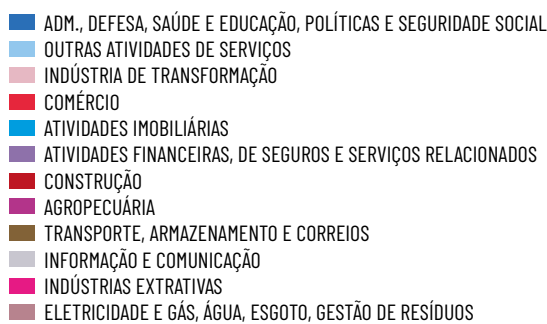 ADM., DEFESA, SAÚDE E EDUCAÇÃO, POLÍTICAS E SEGURIDADE SOCIAL
OUTRAS ATIVIDADES DE SERVIÇOS
INDÚSTRIA DE TRANSFORMAÇÃO
COMÉRCIO
ATIVIDADES IMOBILIÁRIAS
ATIVIDADES FINANCEIRAS, DE SEGUROS E SERVIÇOS RELACIONADOS
CONSTRUÇÃO
AGROPECUÁRIA
TRANSPORTE, ARMAZENAMENTO E CORREIOS
INFORMAÇÃO E COMUNICAÇÃO
INDÚSTRIAS EXTRATIVAS
ELETRICIDADE E GÁS, ÁGUA, ESGOTO, GESTÃO DE RESÍDUOS